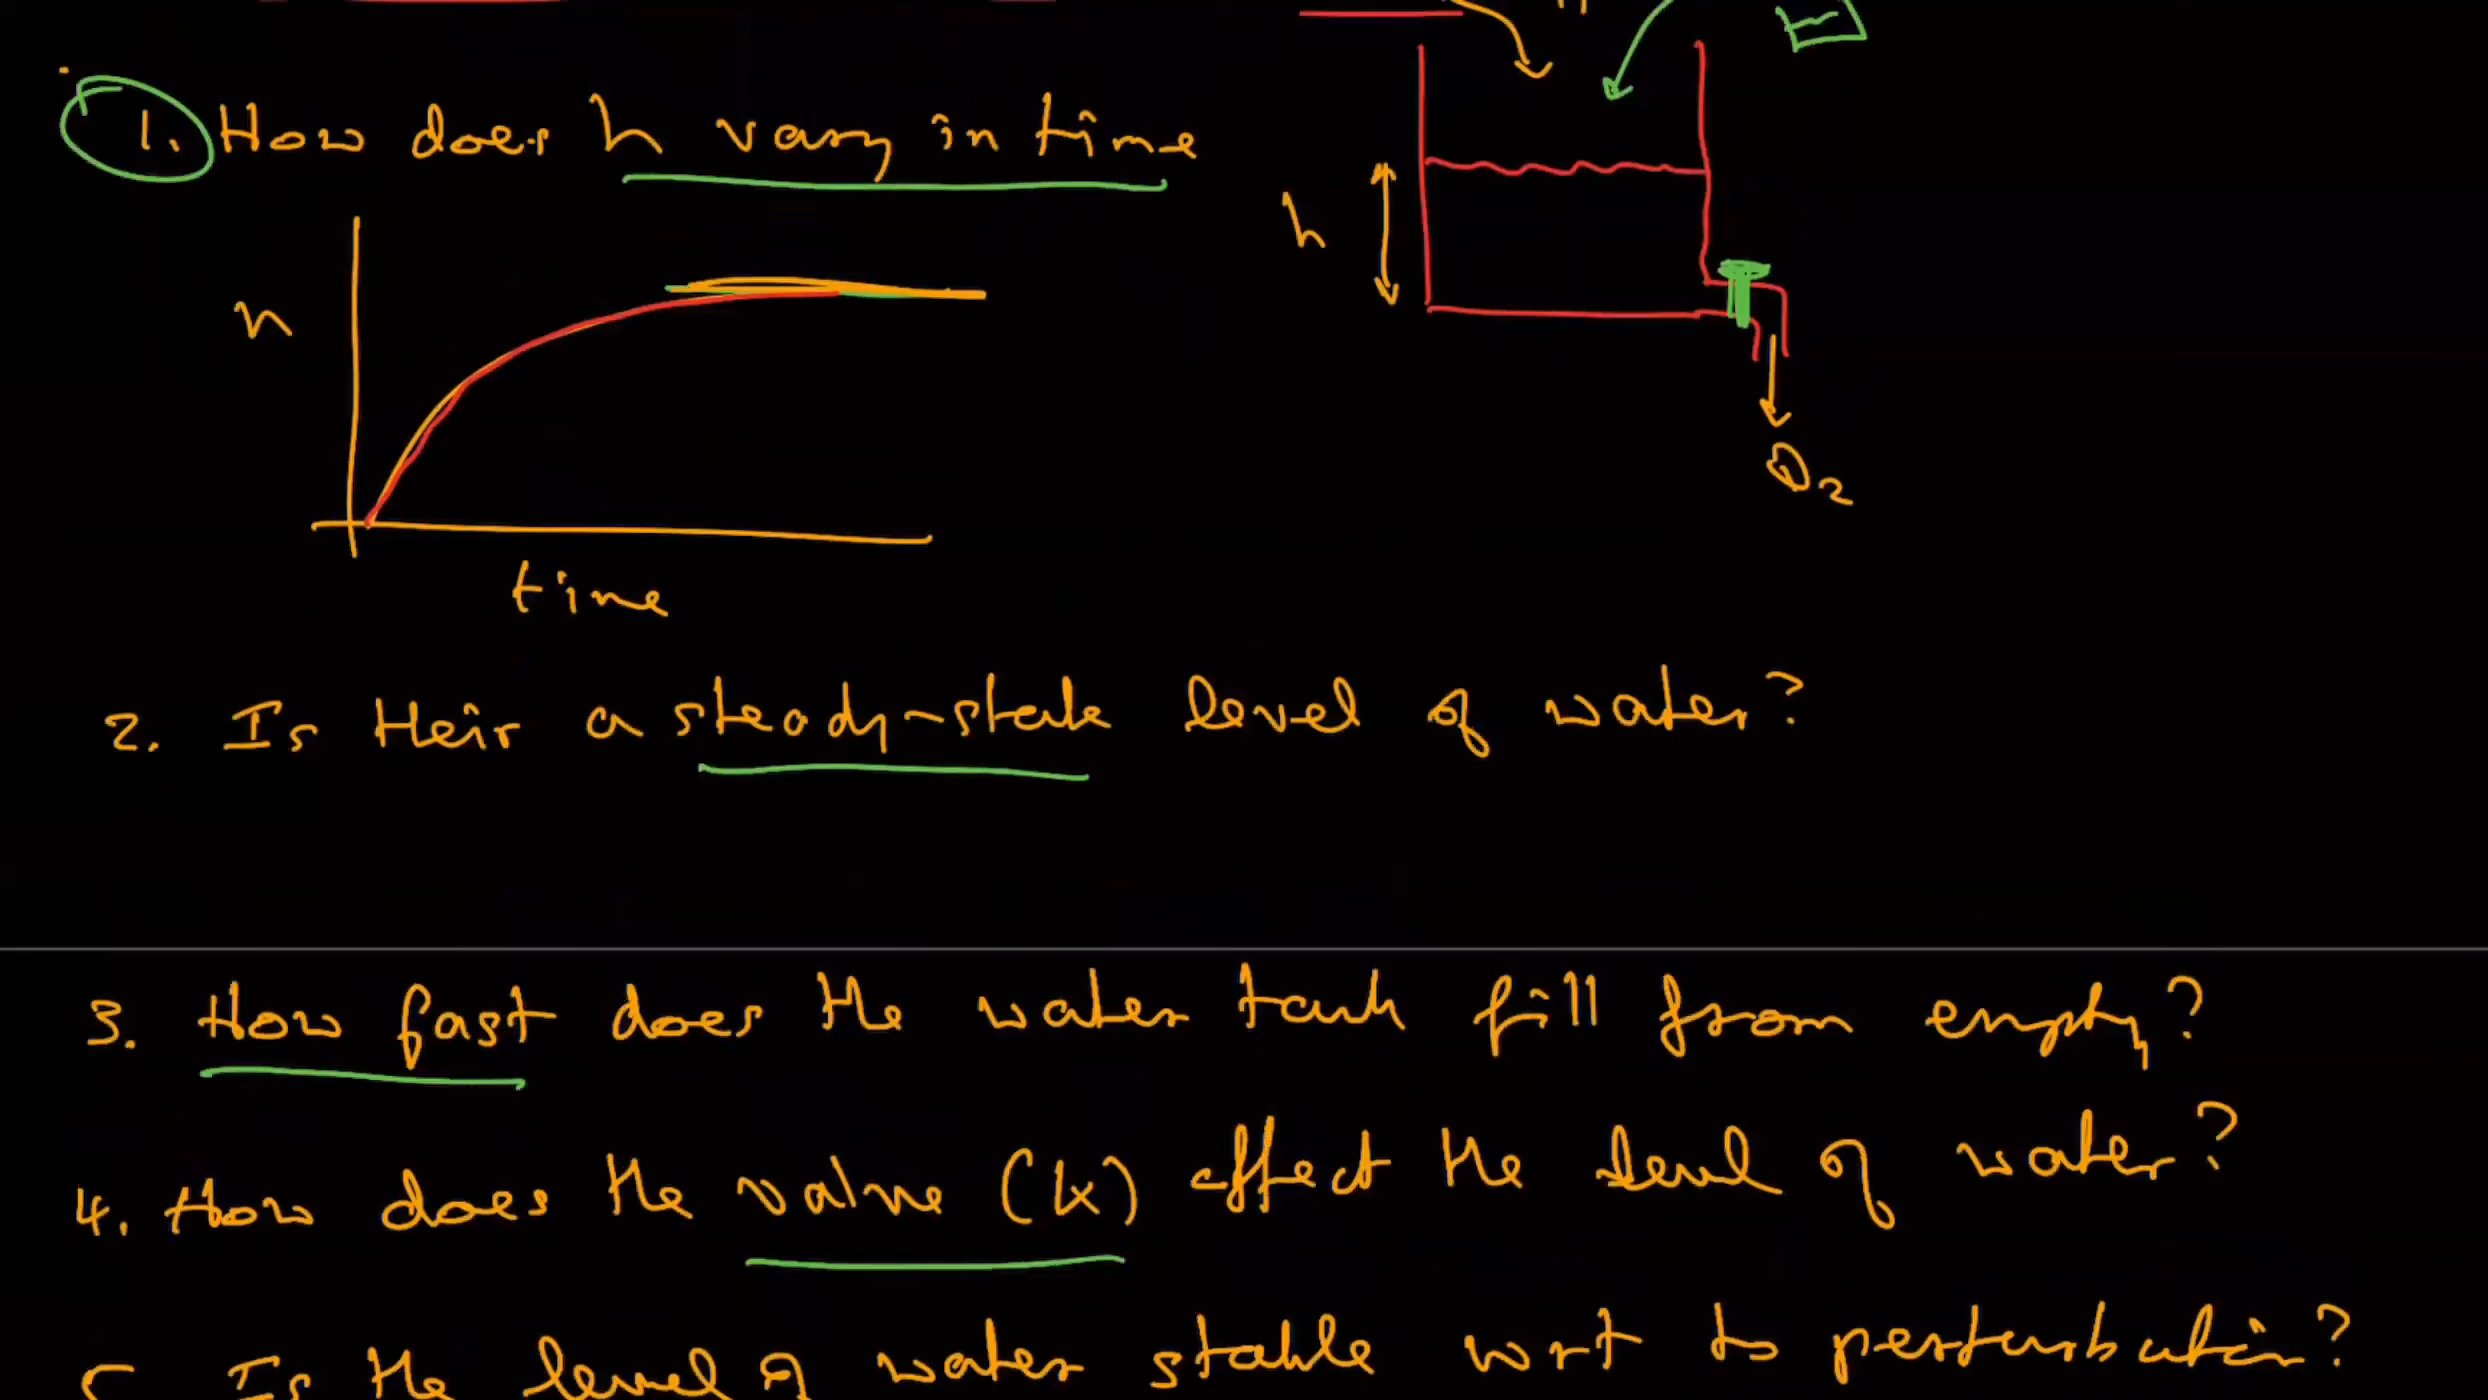 1. How does h vary in time
h
h
Q2
time
2. Is their a steady-state level of water?
3. How fast does the water tank fill from empty?
4. How does the valve (k) effect the level of water?
5 Is the level of water stable wrt to perturbation?